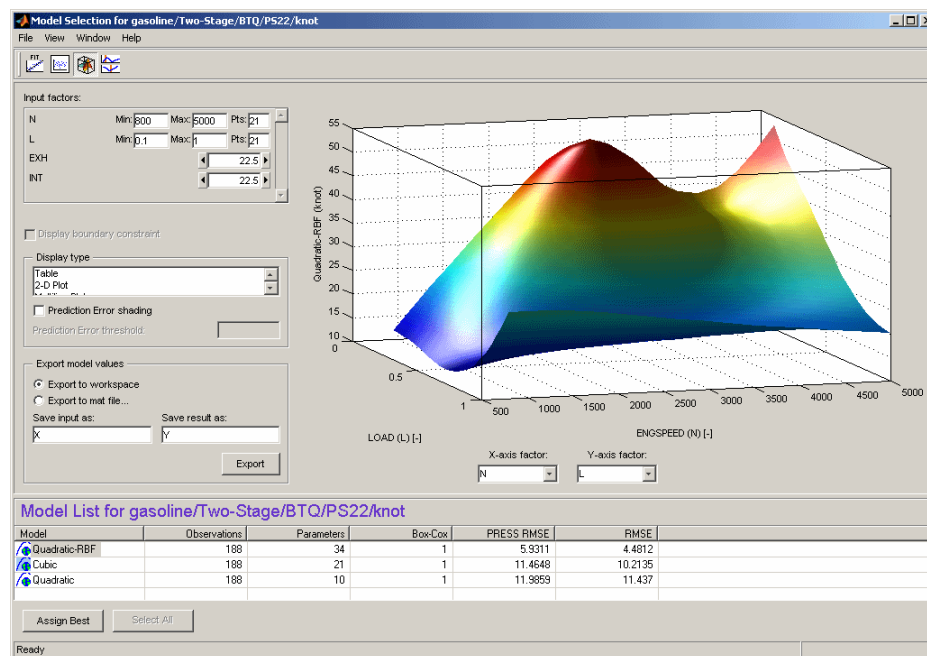 Model Selection for gasoline/Two-Stage/BTQ/PS22/knot
File View Window Help
FIT
Input factors:
N Min: 800 Max: 5000 Pts: 21
L Min: 0.1 Max: 1 Pts: 21
EXH 22.5
INT 22.5
Display boundary constraint
Display type
Table
2-D Plot
Prediction Error shading
Prediction Error threshold:
Export model values
Export to workspace
Export to mat file...
Save input as: Save result as:
X Y
Export
Quadratic-RBF (knot)
55
50
45
40
35
30
25
20
15
10
0
0.5
1
500 1000 1500 2000 2500 3000 3500 4000 4500 5000
LOAD (L) [-]
ENGSPEED (N) [-]
X-axis factor: Y-axis factor:
N L
Model List for gasoline/Two-Stage/BTQ/PS22/knot
Model Observations Parameters Box-Cox PRESS RMSE RMSE
Quadratic-RBF 188 34 1 5.9311 4.4812
Cubic 188 21 1 11.4648 10.2135
Quadratic 188 10 1 11.9859 11.437
Assign Best Select All
Ready